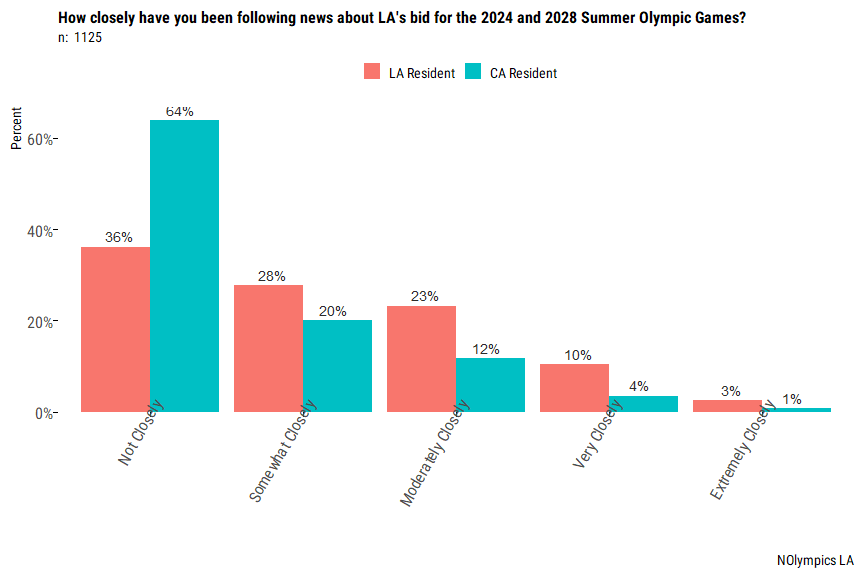 How closely have you been following news about LA's bid for the 2024 and 2028 Summer Olympic Games?
n: 1125
LA Resident CA Resident
Percent
60%
40%
20%
0%
36%
64%
28%
20%
23%
12%
10%
4%
3%
1%
Not Closely
Somewhat Closely
Moderately Closely
Very Closely
Extremely Closely
NOlympics LA